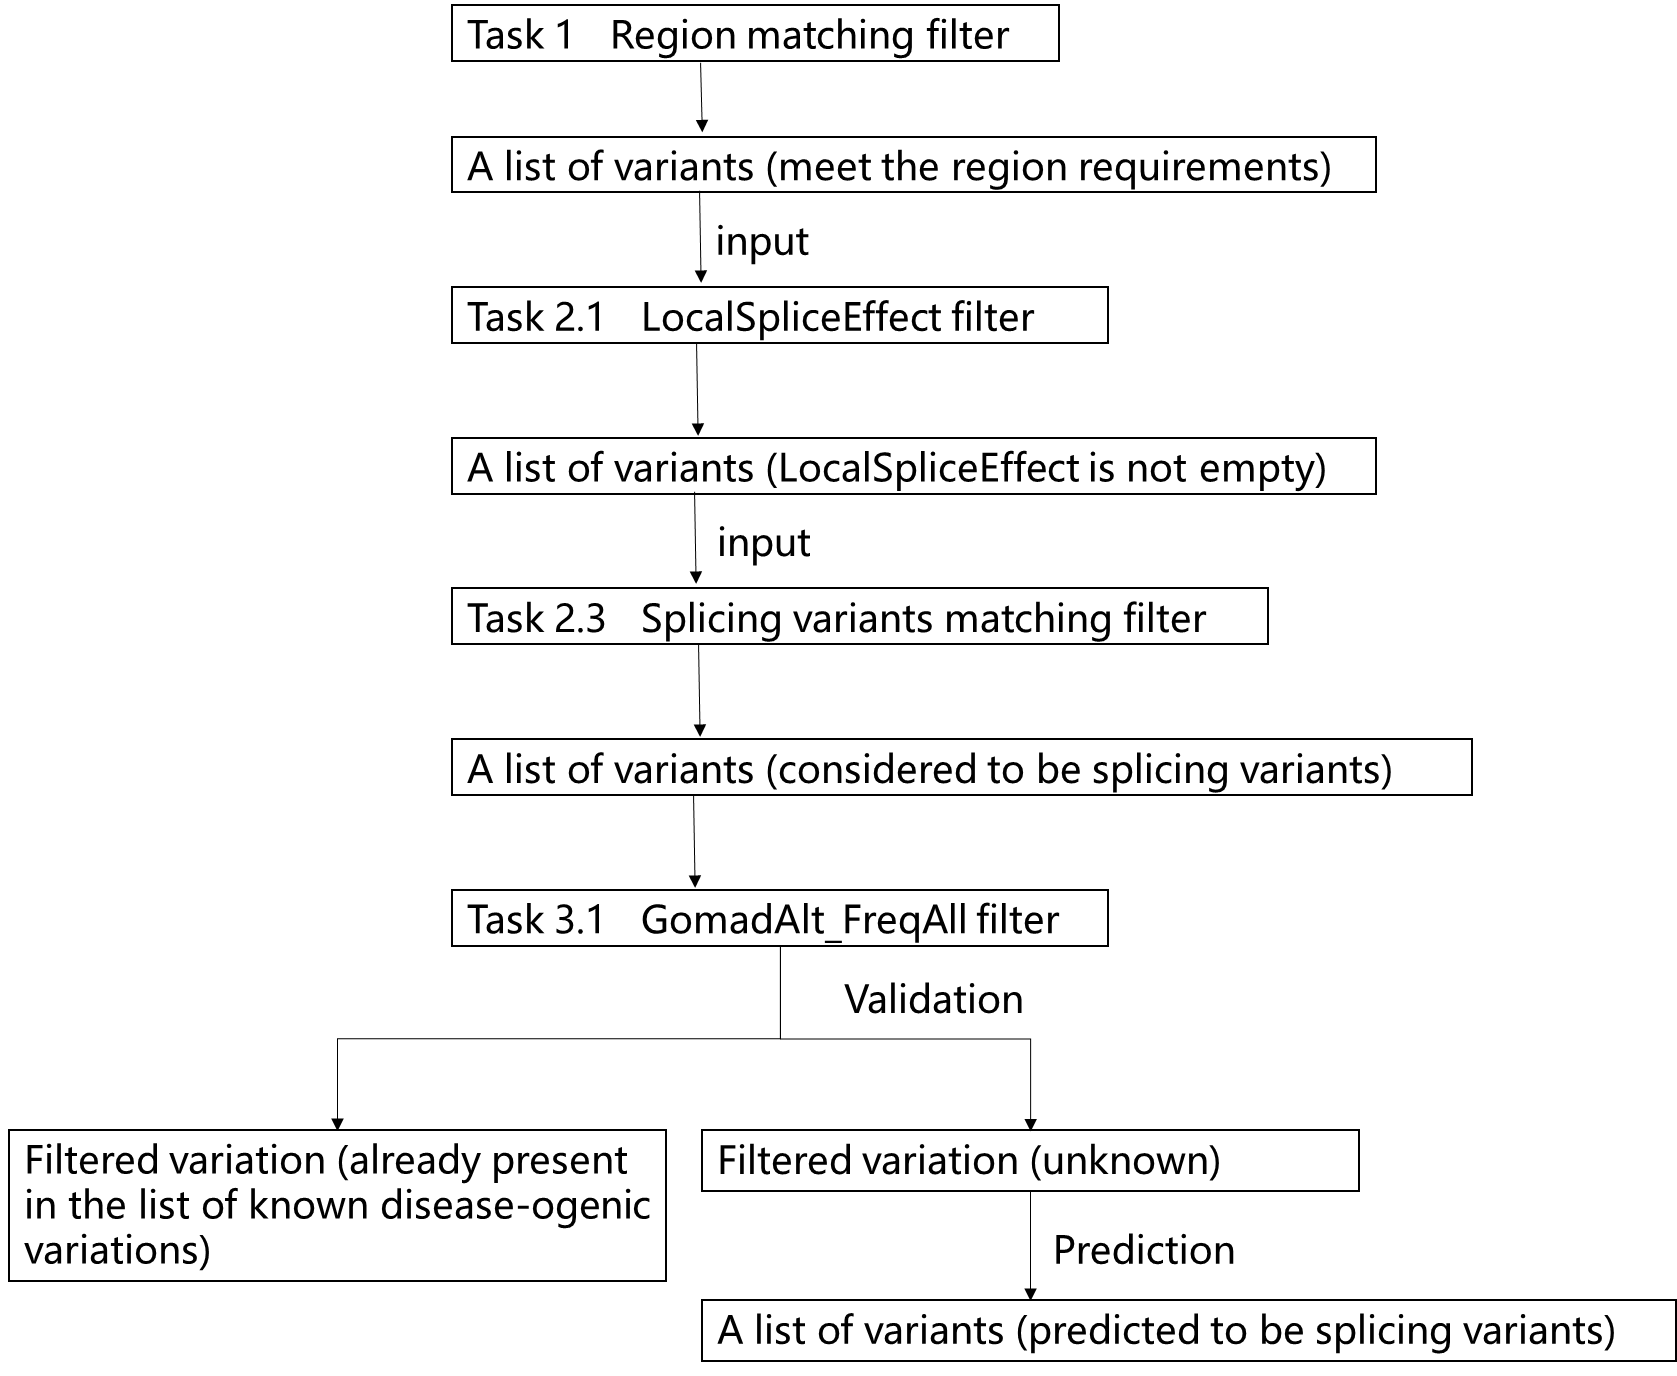 Task 1 Region matching filter
A list of variants (meet the region requirements)
input
Task 2.1 LocalSpliceEffect filter
A list of variants (LocalSpliceEffect is not empty)
input
Task 2.3 Splicing variants matching filter
A list of variants (considered to be splicing variants)
Task 3.1 GomadAlt_FreqAll filter
Validation
Filtered variation (already present
in the list of known disease-ogenic
variations)
Filtered variation (unknown)
Prediction
A list of variants (predicted to be splicing variants)